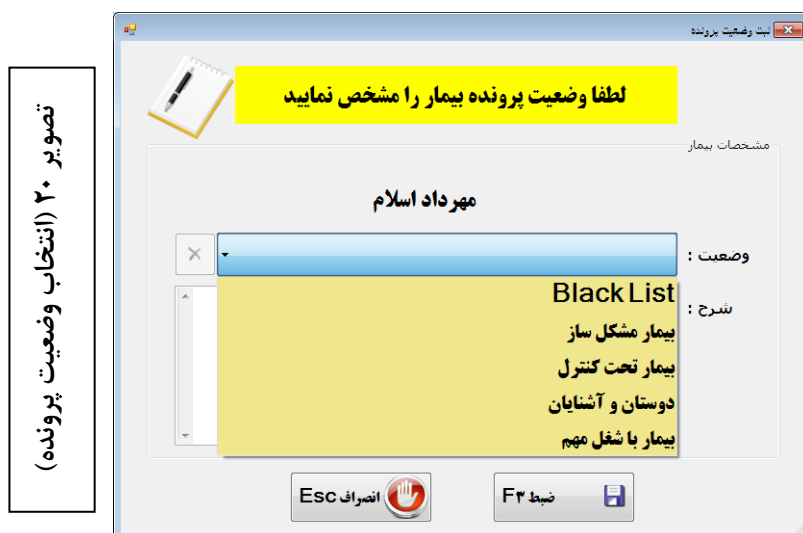 ثبت وضعیت پرونده
لطفا وضعیت پرونده بیمار را مشخص نمایید
مشخصات بیمار
مهرداد اسلام
وضعیت :
شرح :
Black List
بیمار مشکل ساز
بیمار تحت کنترل
دوستان و آشنایان
بیمار با شغل مهم
ضبط F۳
انصراف Esc
تصویر ۲۰ (انتخاب وضعیت پرونده)